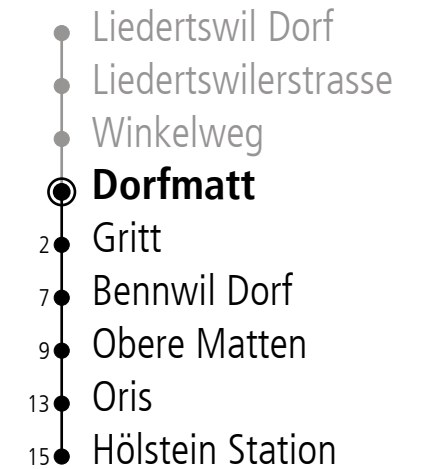 Liedertswil Dorf
Liedertswilerstrasse
Winkelweg
Dorfmatt
2 Gritt
7 Bennwil Dorf
9 Obere Matten
13 Oris
15 Hölstein Station